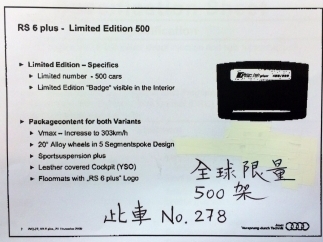 RS 6 plus - Limited Edition 500
► Limited Edition – Specifics
► Limited number - 500 cars
► Limited Edition "Badge" visible in the Interior
► Packagecontent for both Variants
► Vmax – Increase to 303km/h
► 20" Alloy wheels in 5 Segmentspoke Design
► Sportsuspension plus
► Leather covered Cockpit (YSO)
► Floormats with „RS 6 plus" Logo
全球限量
500 架
此車 No. 278
Audi
Vorsprung durch Technik